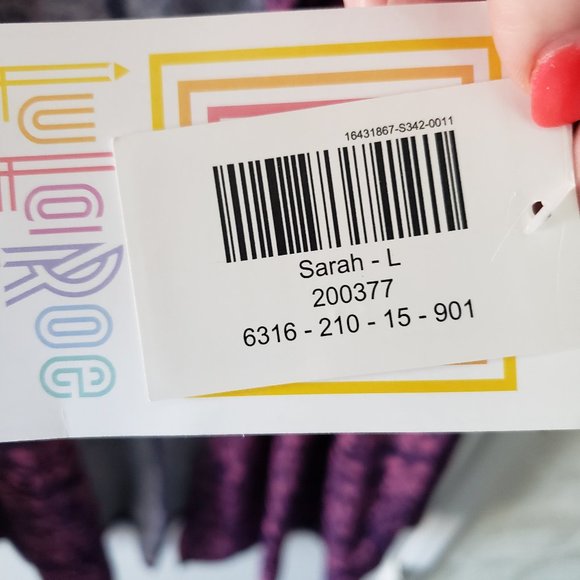 LuLaRoe
16431867-S342-0011
Sarah - L
200377
6316 - 210 - 15 - 901